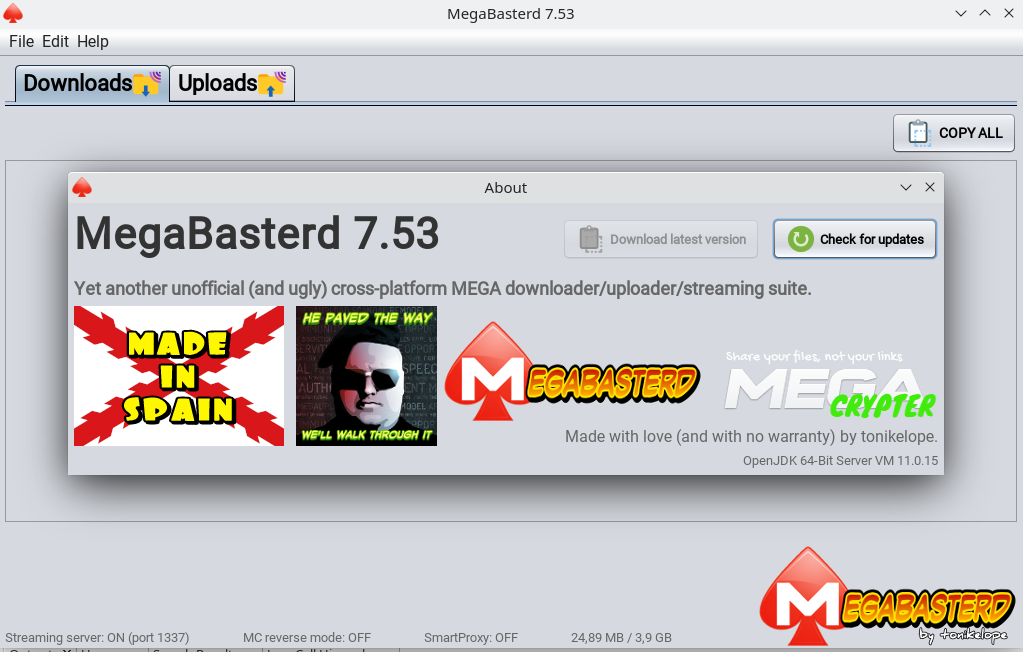 MegaBasterd 7.53
File Edit Help
Downloads Uploads
COPY ALL
About
MegaBasterd 7.53
Download latest version
Check for updates
Yet another unofficial (and ugly) cross-platform MEGA downloader/uploader/streaming suite.
MADE
IN
SPAIN
HE PAVED THE WAY
WE'LL WALK THROUGH IT
MEGABASTERD
Share your files, not your links
MEGA
CRYPTER
Made with love (and with no warranty) by tonikelope.
OpenJDK 64-Bit Server VM 11.0.15
MEGABASTERD
by tonikelope
Streaming server: ON (port 1337) MC reverse mode: OFF SmartProxy: OFF 24,89 MB / 3,9 GB